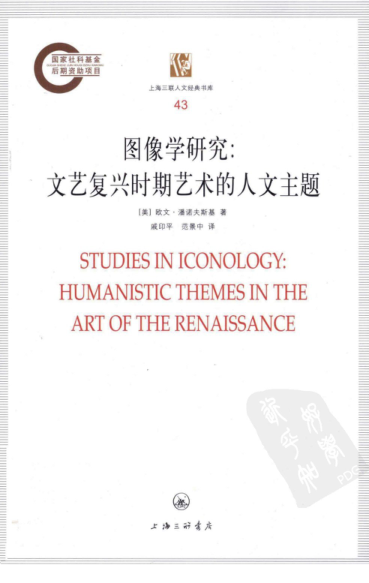 国家社科基金
后期资助项目
上海三联人文经典书库
43
图像学研究：
文艺复兴时期艺术的人文主题
［美］欧文·潘诺夫斯基 著
戚印平 范景中 译
STUDIES IN ICONOLOGY:
HUMANISTIC THEMES IN THE
ART OF THE RENAISSANCE
上海三联书店